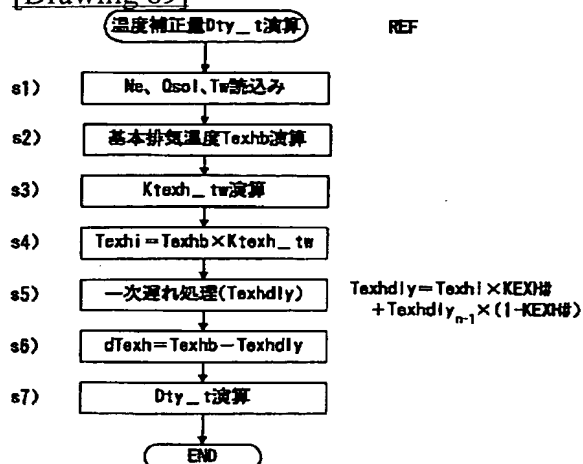 [Drawing 69]
温度補正量Dty_t演算
REF
s1) Ne、Qsol、Tw読込み
s2) 基本排気温度Texhb演算
s3) Ktexh_tw演算
s4) Texhi=Texhb×Ktexh_tw
s5) 一次遅れ処理(Texhdly)
Texhdly=Texhi×KEXH#
+Texhdlyn-1×(1-KEXH#)
s6) dTexh=Texhb-Texhdly
s7) Dty_t演算
END